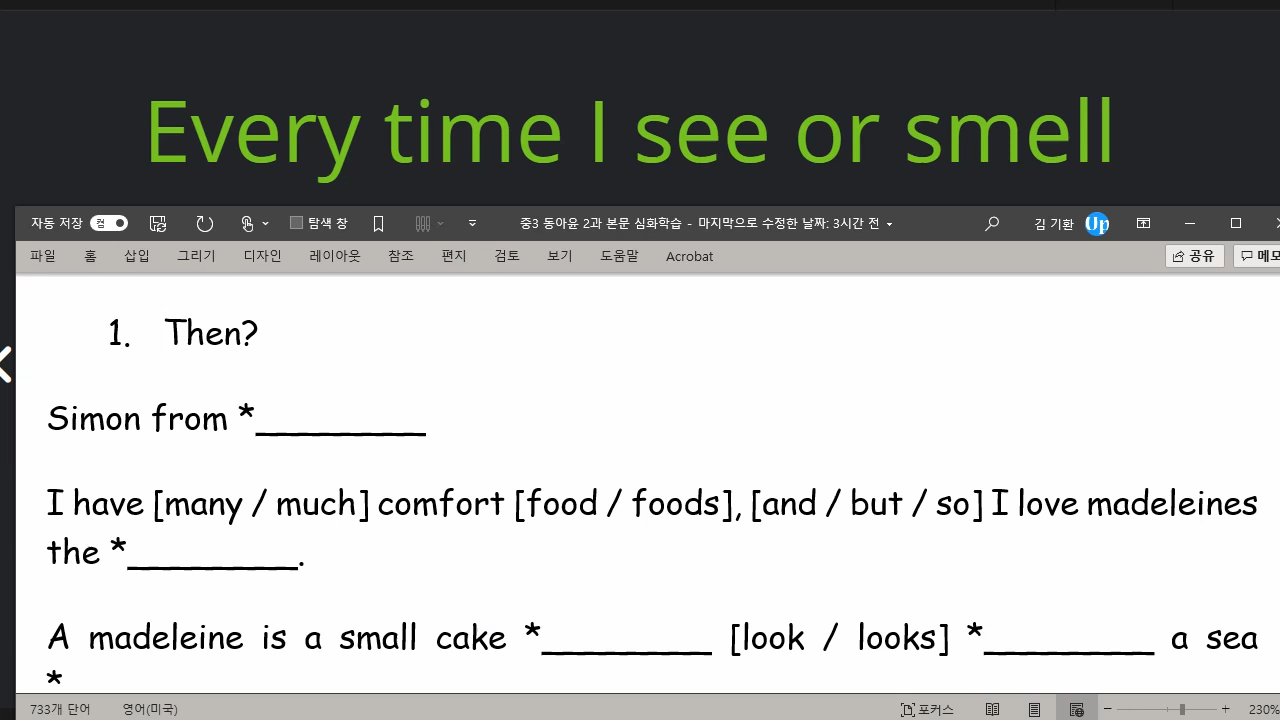 Every time I see or smell
자동 저장 컴 탐색 창 중3 동아윤 2과 본문 심화학습 - 마지막으로 수정한 날짜: 3시간 전 김 기환 Up
파일 홈 삽입 그리기 디자인 레이아웃 참조 편지 검토 보기 도움말 Acrobat 공유 메모
1. Then?
Simon from *________
I have [many / much] comfort [food / foods], [and / but / so] I love madeleines
the *________.
A madeleine is a small cake *________ [look / looks] *________ a sea
*
733개 단어 영어(미국) 포커스 230%